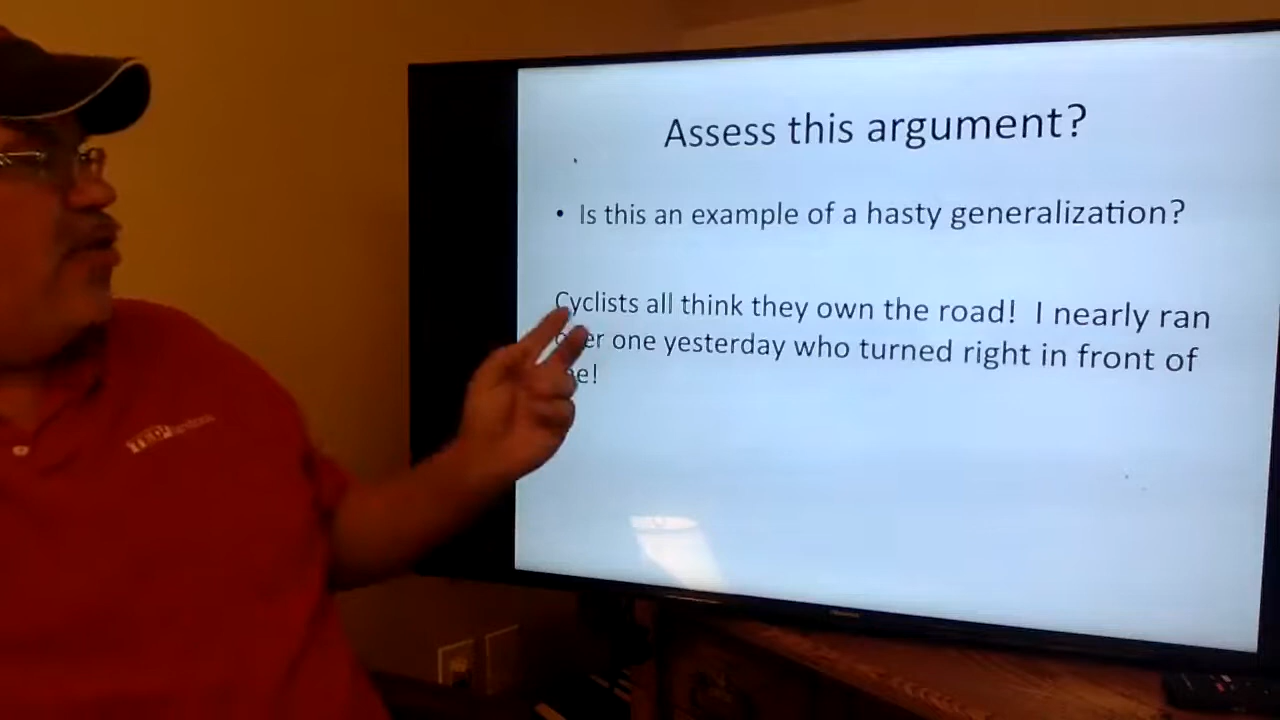 Assess this argument?
• Is this an example of a hasty generalization?
Cyclists all think they own the road! I nearly ran
one yesterday who turned right in front of